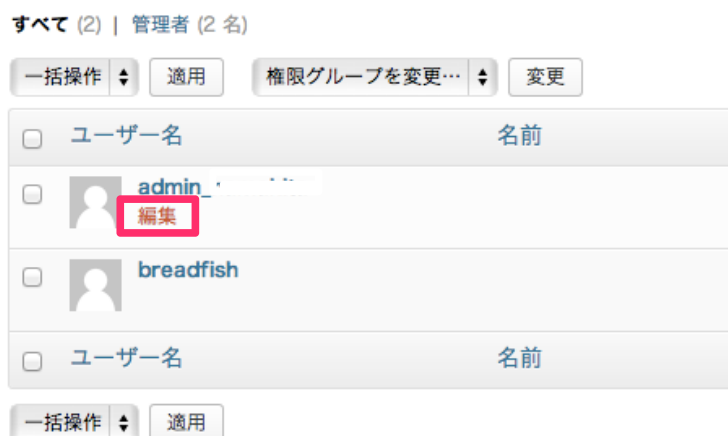 すべて (2) | 管理者 (2 名)
一括操作 適用 権限グループを変更… 変更
ユーザー名 名前
admin_
編集
breadfish
ユーザー名 名前
一括操作 適用